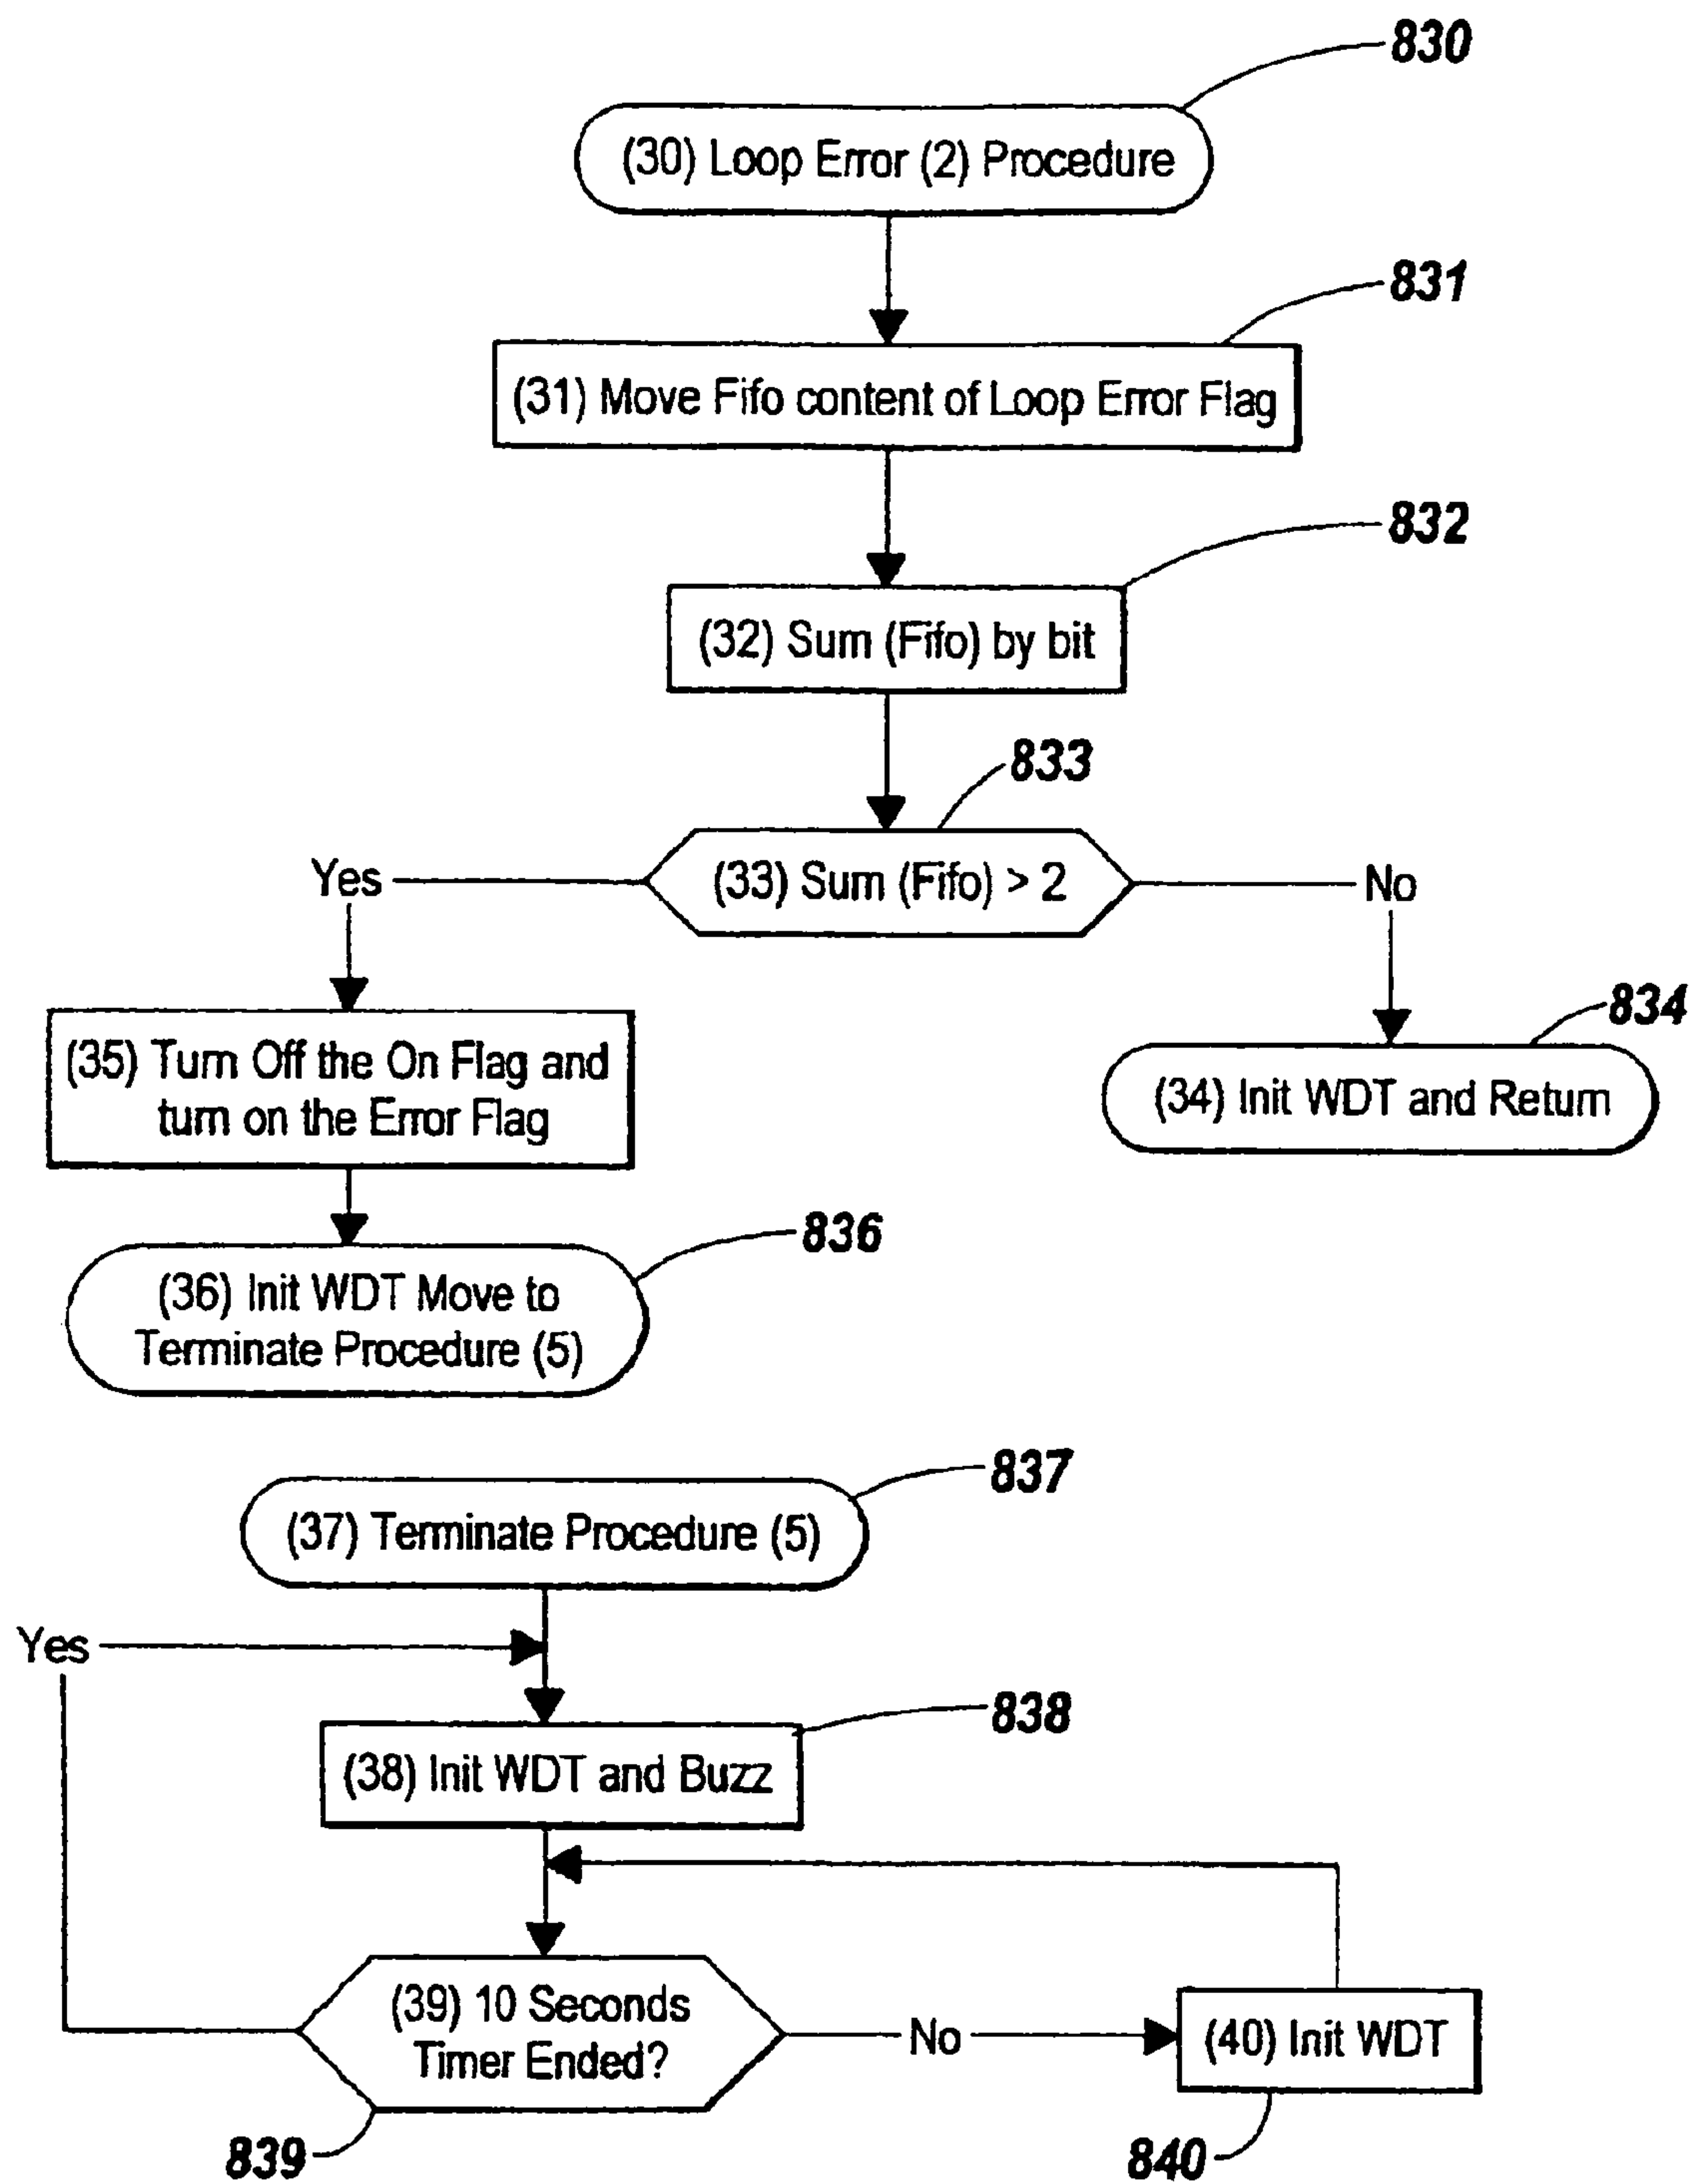 830
(30) Loop Error (2) Procedure
831
(31) Move Fifo content of Loop Error Flag
832
(32) Sum (Fifo) by bit
833
Yes
(33) Sum (Fifo) > 2
No
834
(35) Turn Off the On Flag and
turn on the Error Flag
(34) Init WDT and Return
836
(36) Init WDT Move to
Terminate Procedure (5)
837
(37) Terminate Procedure (5)
Yes
838
(38) Init WDT and Buzz
(39) 10 Seconds
Timer Ended?
No
(40) Init WDT
839
840